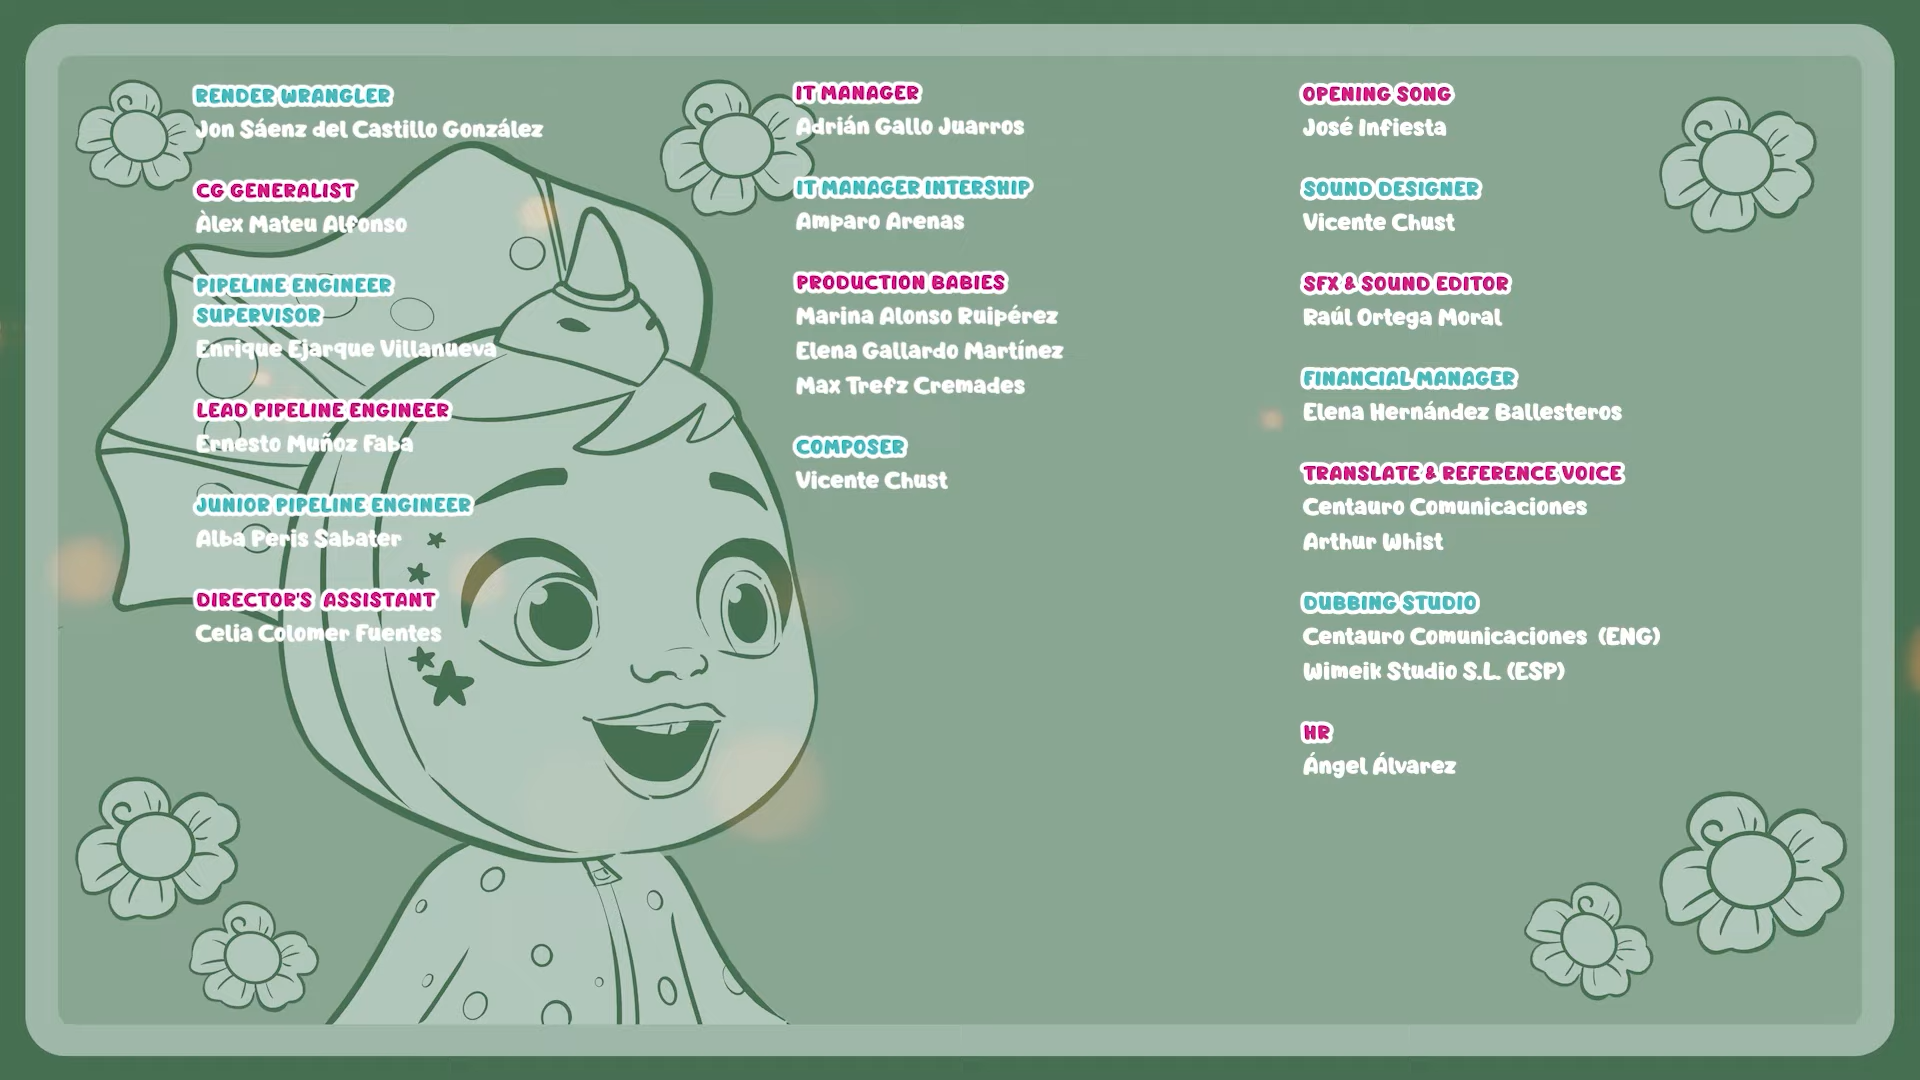 RENDER WRANGLER
Jon Sáenz del Castillo González
CG GENERALIST
Àlex Mateu Alfonso
PIPELINE ENGINEER
SUPERVISOR
Enrique Ejarque Villanueva
LEAD PIPELINE ENGINEER
Ernesto Muñoz Faba
JUNIOR PIPELINE ENGINEER
Alba Peris Sabater
DIRECTOR'S ASSISTANT
Celia Colomer Fuentes
IT MANAGER
Adrián Gallo Juarros
IT MANAGER INTERSHIP
Amparo Arenas
PRODUCTION BABIES
Marina Alonso Ruipérez
Elena Gallardo Martínez
Max Trefz Cremades
COMPOSER
Vicente Chust
OPENING SONG
José Infiesta
SOUND DESIGNER
Vicente Chust
SFX & SOUND EDITOR
Raúl Ortega Moral
FINANCIAL MANAGER
Elena Hernández Ballesteros
TRANSLATE & REFERENCE VOICE
Centauro Comunicaciones
Arthur Whist
DUBBING STUDIO
Centauro Comunicaciones (ENG)
Wimeik Studio S.L. (ESP)
HR
Ángel Álvarez